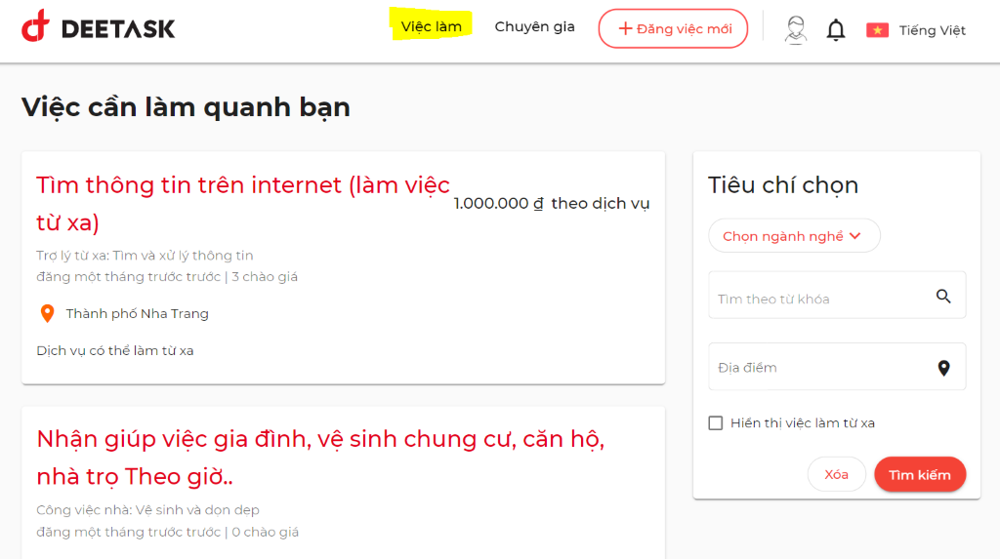 DEETASK
Việc làm
Chuyên gia
+ Đăng việc mới
Tiếng Việt
Việc cần làm quanh bạn
Tìm thông tin trên internet (làm việc
từ xa)
1.000.000 ₫ theo dịch vụ
Trợ lý từ xa: Tìm và xử lý thông tin
đăng một tháng trước trước | 3 chào giá
Thành phố Nha Trang
Dịch vụ có thể làm từ xa
Nhận giúp việc gia đình, vệ sinh chung cư, căn hộ,
nhà trọ Theo giờ..
Công việc nhà: Vệ sinh và dọn dẹp
đăng một tháng trước trước | 0 chào giá
Tiêu chí chọn
Chọn ngành nghề
Tìm theo từ khóa
Địa điểm
Hiển thị việc làm từ xa
Xóa
Tìm kiếm